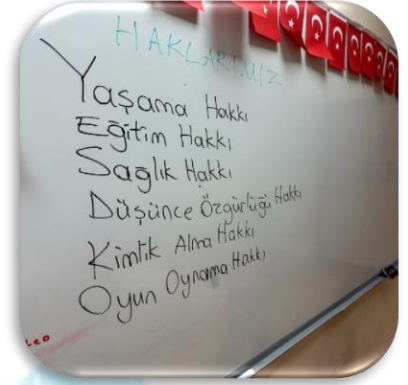 HAKLARIMIZ
Yaşama Hakkı
Eğitim Hakkı
Sağlık Hakkı
Düşünce Özgürlüğü Hakkı
Kimlik Alma Hakkı
Oyun Oynama Hakkı